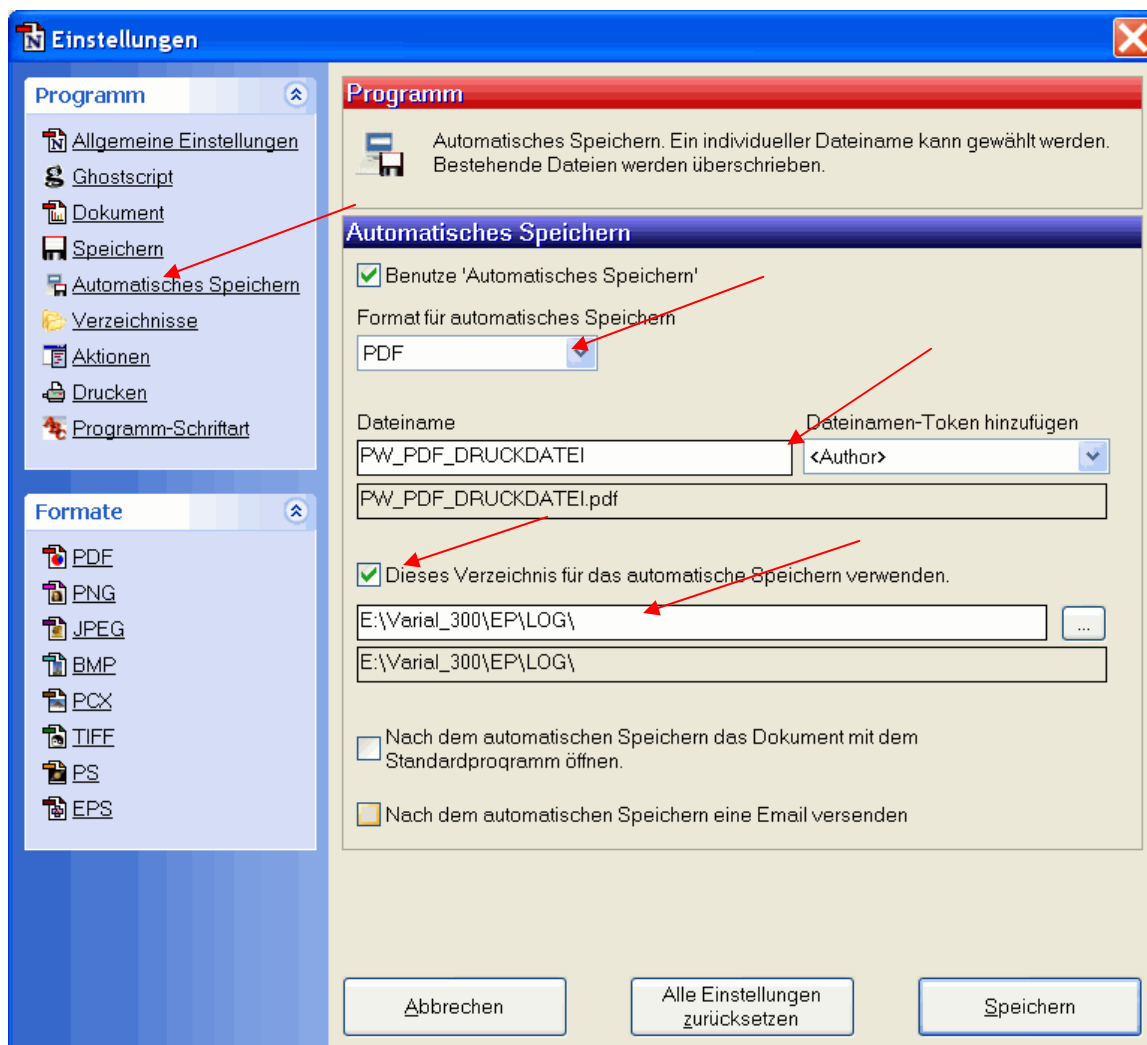 Einstellungen
Programm
Allgemeine Einstellungen
Ghostscript
Dokument
Speichern
Automatisches Speichern
Verzeichnisse
Aktionen
Drucken
Programm-Schriftart
Formate
PDF
PNG
JPEG
BMP
PCX
TIFF
PS
EPS
Programm
Automatisches Speichern. Ein individueller Dateiname kann gewählt werden.
Bestehende Dateien werden überschrieben.
Automatisches Speichern
Benutze 'Automatisches Speichern'
Format für automatisches Speichern
PDF
Dateiname
Dateinamen-Token hinzufügen
PW_PDF_DRUCKDATEI
<Author>
PW_PDF_DRUCKDATEI.pdf
Dieses Verzeichnis für das automatische Speichern verwenden.
E:\Varial_300\EP\LOG\
...
E:\Varial_300\EP\LOG\
Nach dem automatischen Speichern das Dokument mit dem
Standardprogramm öffnen.
Nach dem automatischen Speichern eine Email versenden
Abbrechen
Alle Einstellungen
zurücksetzen
Speichern